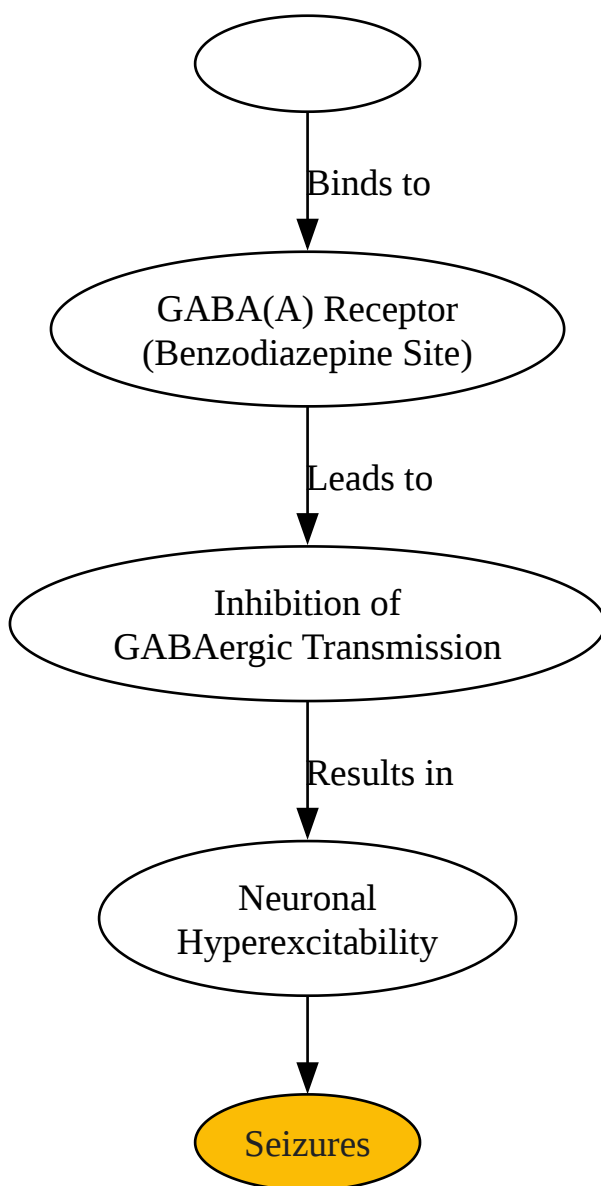 Binds to
GABA(A) Receptor
(Benzodiazepine Site)
Leads to
Inhibition of
GABAergic Transmission
Results in
Neuronal
Hyperexcitability
Seizures